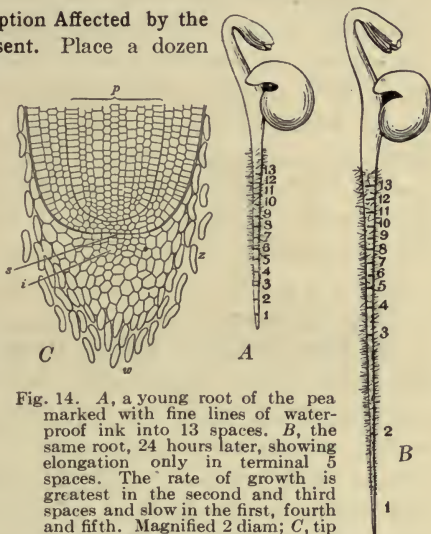 ption Affected by the
sent. Place a dozen
p
s
i
z
C
w
13
12
11
10
9
8
7
6
5
4
3
2
1
A
13
12
11
10
9
8
7
6
5
4
3
2
B
1
Fig. 14. A, a young root of the pea
marked with fine lines of water-
proof ink into 13 spaces. B, the
same root, 24 hours later, showing
elongation only in terminal 5
spaces. The rate of growth is
greatest in the second and third
spaces and slow in the first, fourth
and fifth. Magnified 2 diam; C, tip